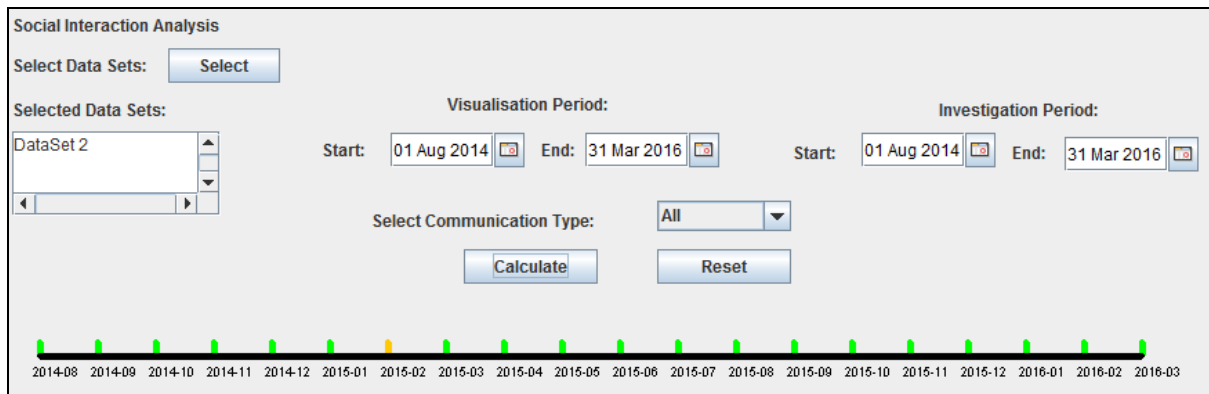 Social Interaction Analysis
Select Data Sets: Select
Selected Data Sets:
DataSet 2
Visualisation Period:
Start: 01 Aug 2014 End: 31 Mar 2016
Investigation Period:
Start: 01 Aug 2014 End: 31 Mar 2016
Select Communication Type: All
Calculate Reset
2014-08 2014-09 2014-10 2014-11 2014-12 2015-01 2015-02 2015-03 2015-04 2015-05 2015-06 2015-07 2015-08 2015-09 2015-10 2015-11 2015-12 2016-01 2016-02 2016-03